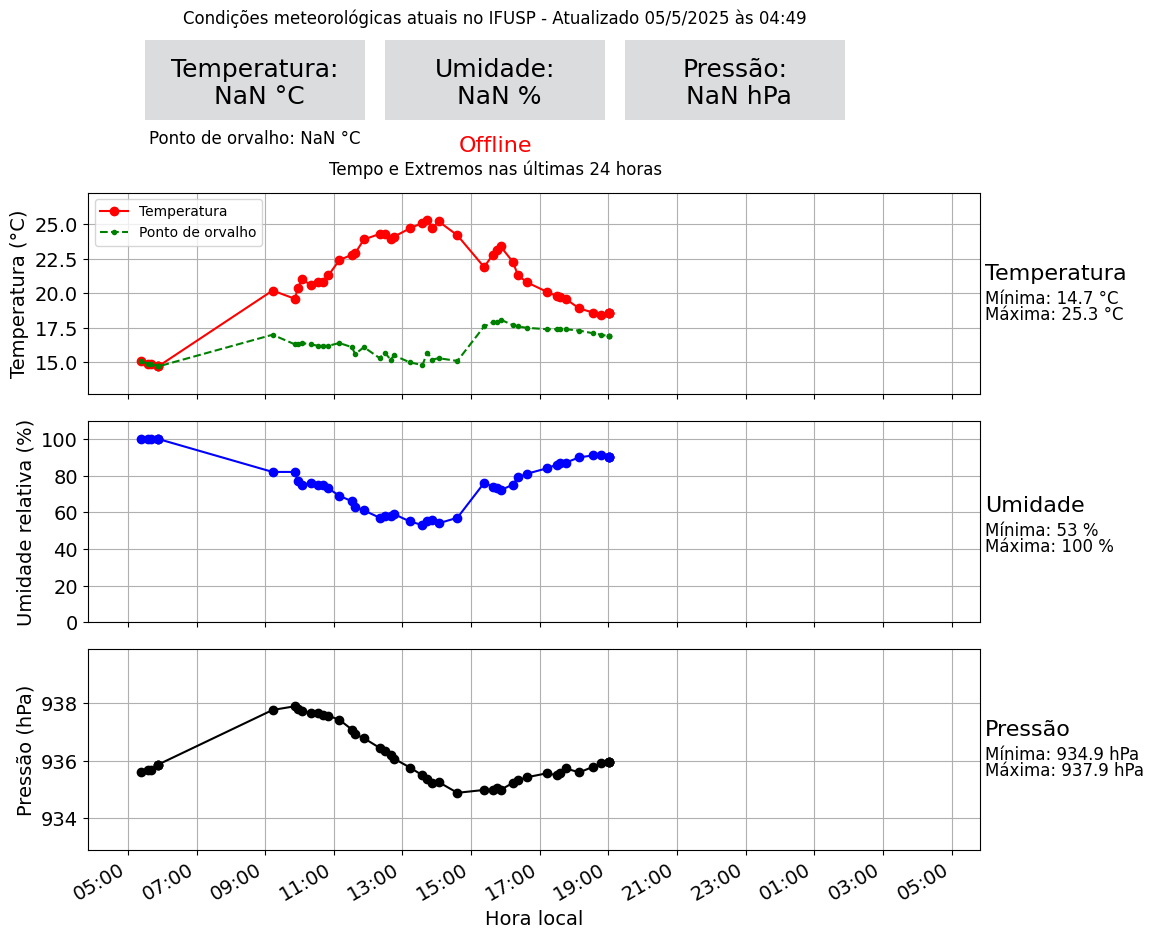 Condições meteorológicas atuais no IFUSP - Atualizado 05/5/2025 às 04:49
Temperatura:
NaN °C
Umidade:
NaN %
Pressão:
NaN hPa
Ponto de orvalho: NaN °C
Offline
Tempo e Extremos nas últimas 24 horas
Temperatura (°C)
25.0
22.5
20.0
17.5
15.0
Temperatura
Ponto de orvalho
Temperatura
Mínima: 14.7 °C
Máxima: 25.3 °C
Umidade relativa (%)
100
80
60
40
20
0
Umidade
Mínima: 53 %
Máxima: 100 %
Pressão (hPa)
938
936
934
Pressão
Mínima: 934.9 hPa
Máxima: 937.9 hPa
05:00
07:00
09:00
11:00
13:00
15:00
17:00
19:00
21:00
23:00
01:00
03:00
05:00
Hora local